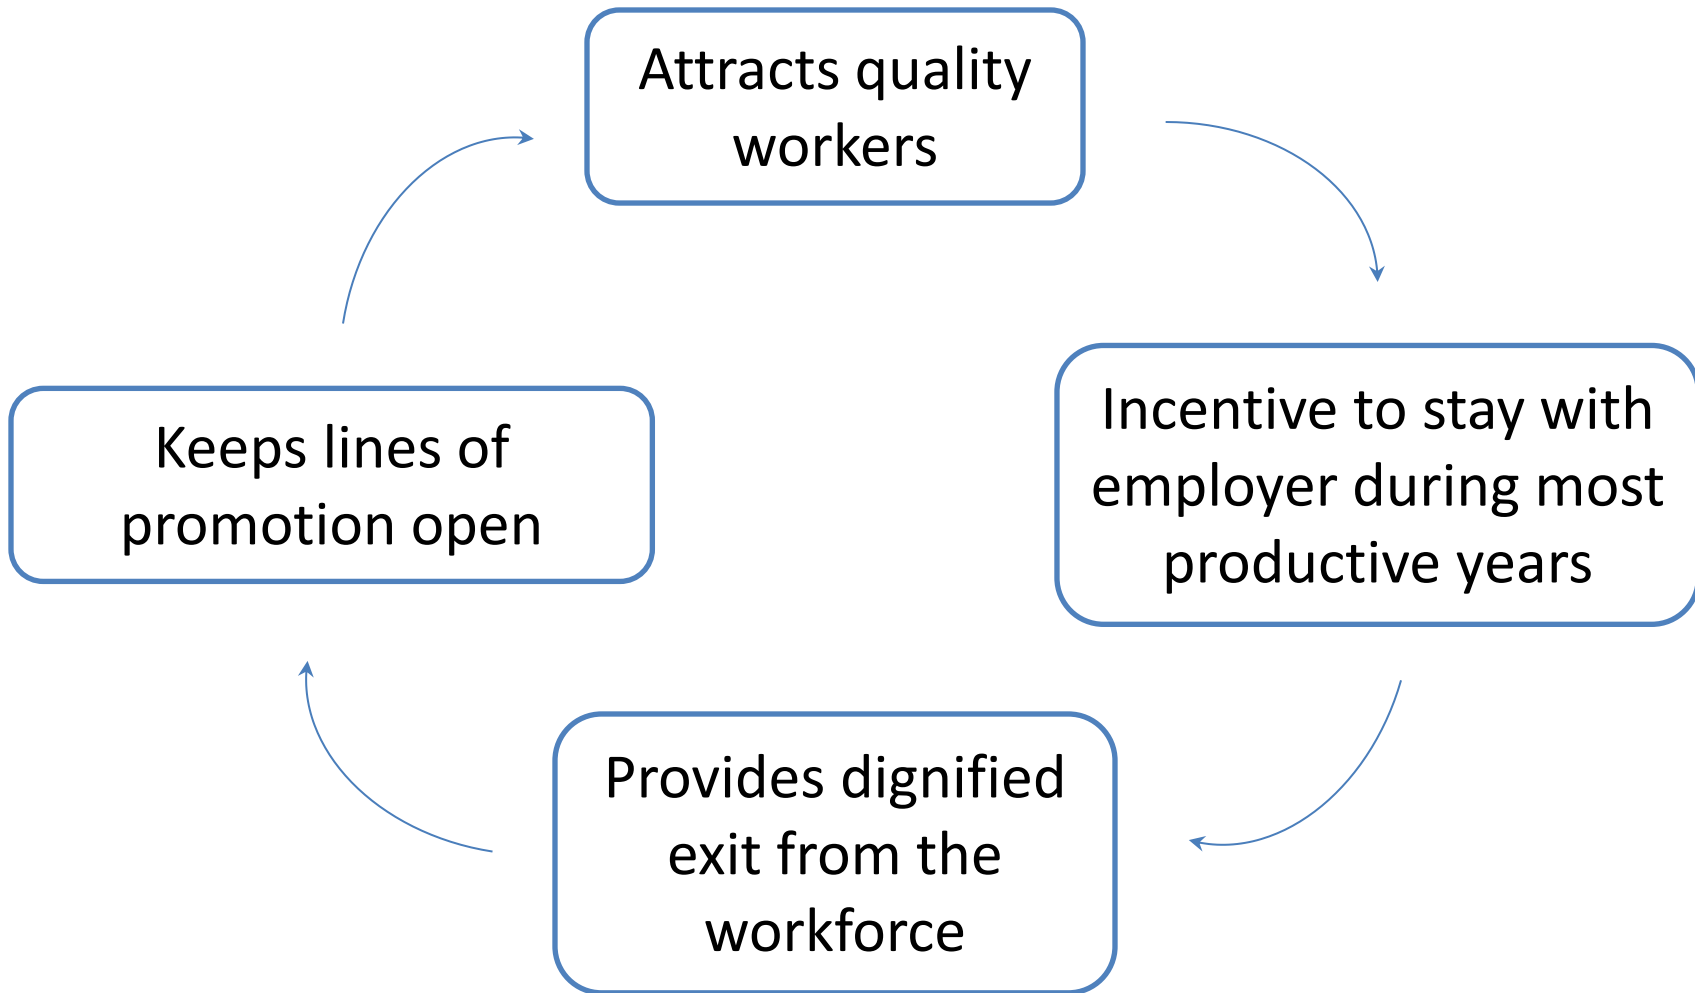 Attracts quality
workers
Incentive to stay with
employer during most
productive years
Provides dignified
exit from the
workforce
Keeps lines of
promotion open